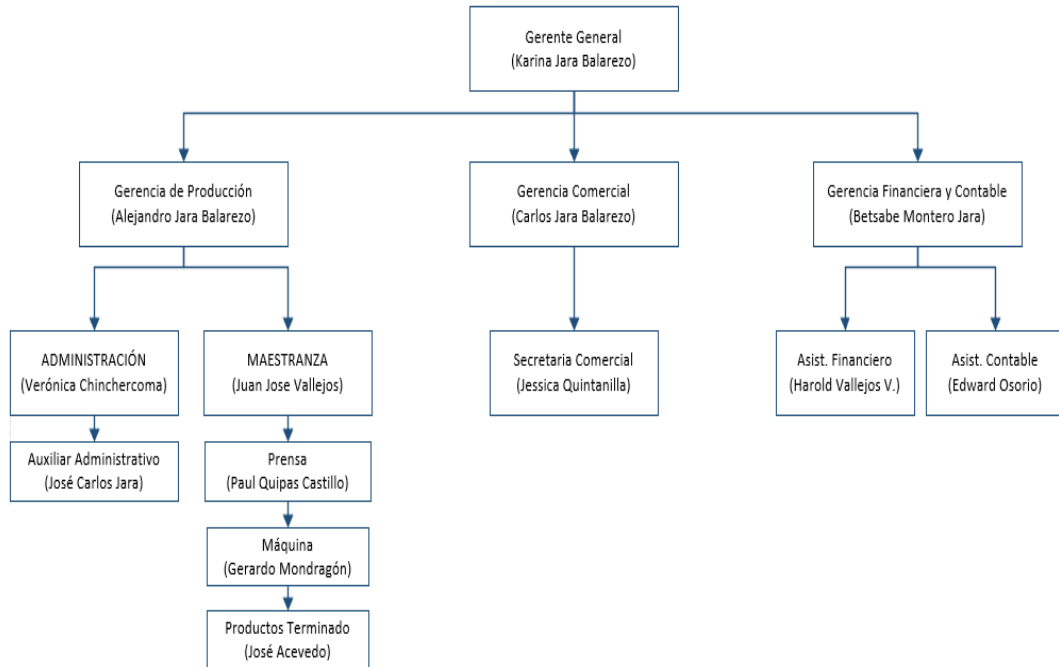 Gerente General
(Karina Jara Balarezo)
Gerencia de Producción
(Alejandro Jara Balarezo)
Gerencia Comercial
(Carlos Jara Balarezo)
Gerencia Financiera y Contable
(Betsabe Montero Jara)
ADMINISTRACIÓN
(Verónica Chinchercoma)
MAESTRANZA
(Juan Jose Vallejos)
Secretaria Comercial
(Jessica Quintanilla)
Asist. Financiero
(Harold Vallejos V.)
Asist. Contable
(Edward Osorio)
Auxiliar Administrativo
(José Carlos Jara)
Prensa
(Paul Quipas Castillo)
Máquina
(Gerardo Mondragón)
Productos Terminado
(José Acevedo)